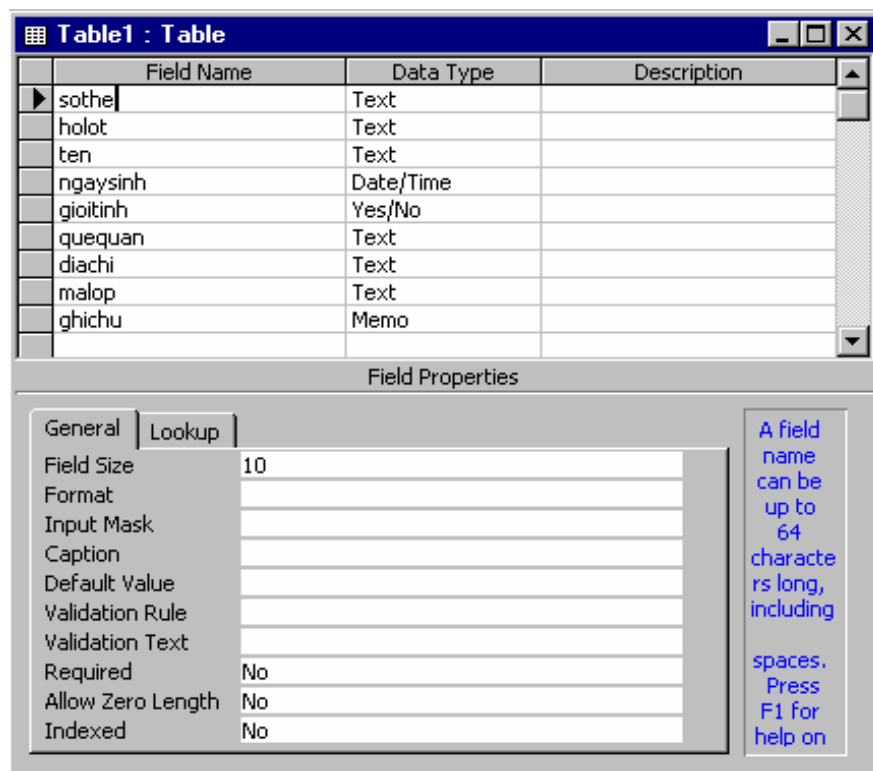 Table1 : Table
Field Name Data Type Description
sothe Text
holot Text
ten Text
ngaysinh Date/Time
gioitinh Yes/No
quequan Text
diachi Text
malop Text
ghichu Memo
Field Properties
General Lookup
Field Size 10
Format
Input Mask
Caption
Default Value
Validation Rule
Validation Text
Required No
Allow Zero Length No
Indexed No
A field
name
can be
up to
64
characte
rs long,
including
spaces.
Press
F1 for
help on